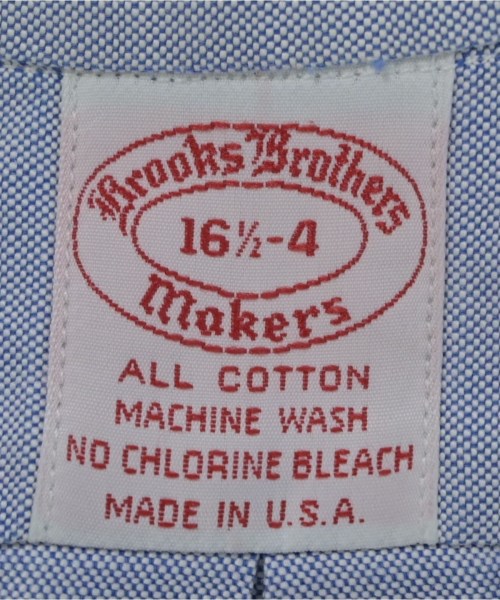 Brooks Brothers
16½-4
Makers
ALL COTTON
MACHINE WASH
NO CHLORINE BLEACH
MADE IN U.S.A.